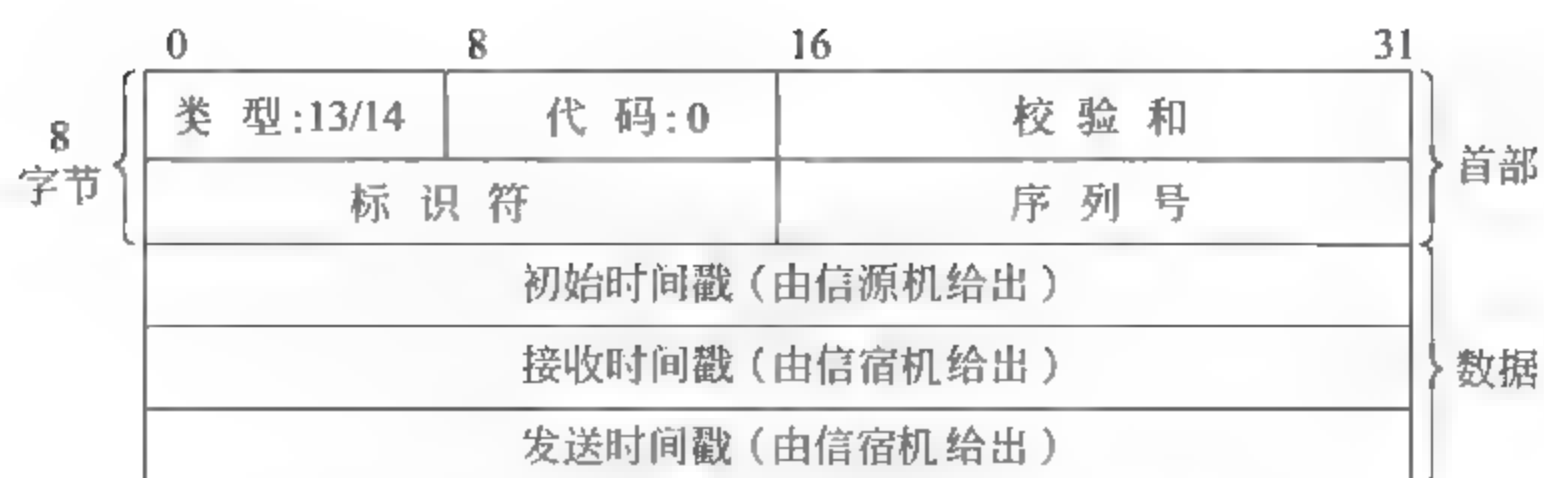 0 8 16 31
类型:13/14 代码:0 校验和
8
字节
首部
标识符 序列号
初始时间戳(由信源机给出)
接收时间戳(由信宿机给出)
数据
发送时间戳(由信宿机给出)